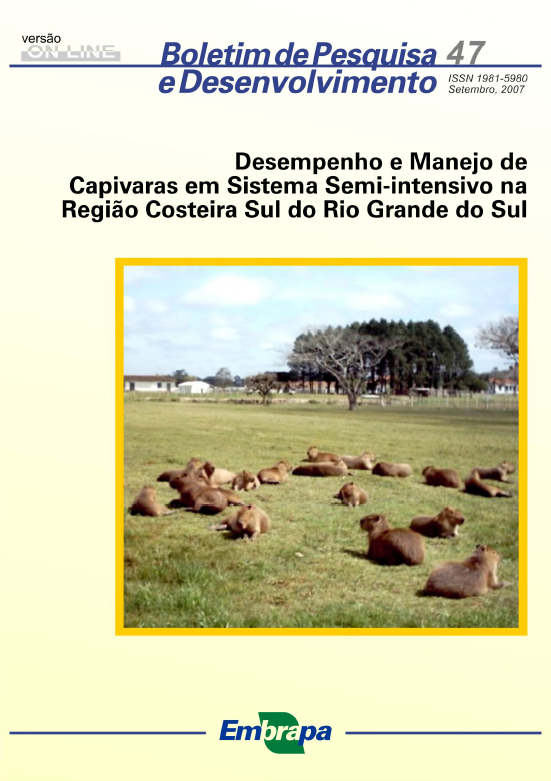 versão
ON LINE
Boletim de Pesquisa 47
e Desenvolvimento
ISSN 1981-5980
Setembro, 2007
Desempenho e Manejo de
Capivaras em Sistema Semi-intensivo na
Região Costeira Sul do Rio Grande do Sul
Embrapa